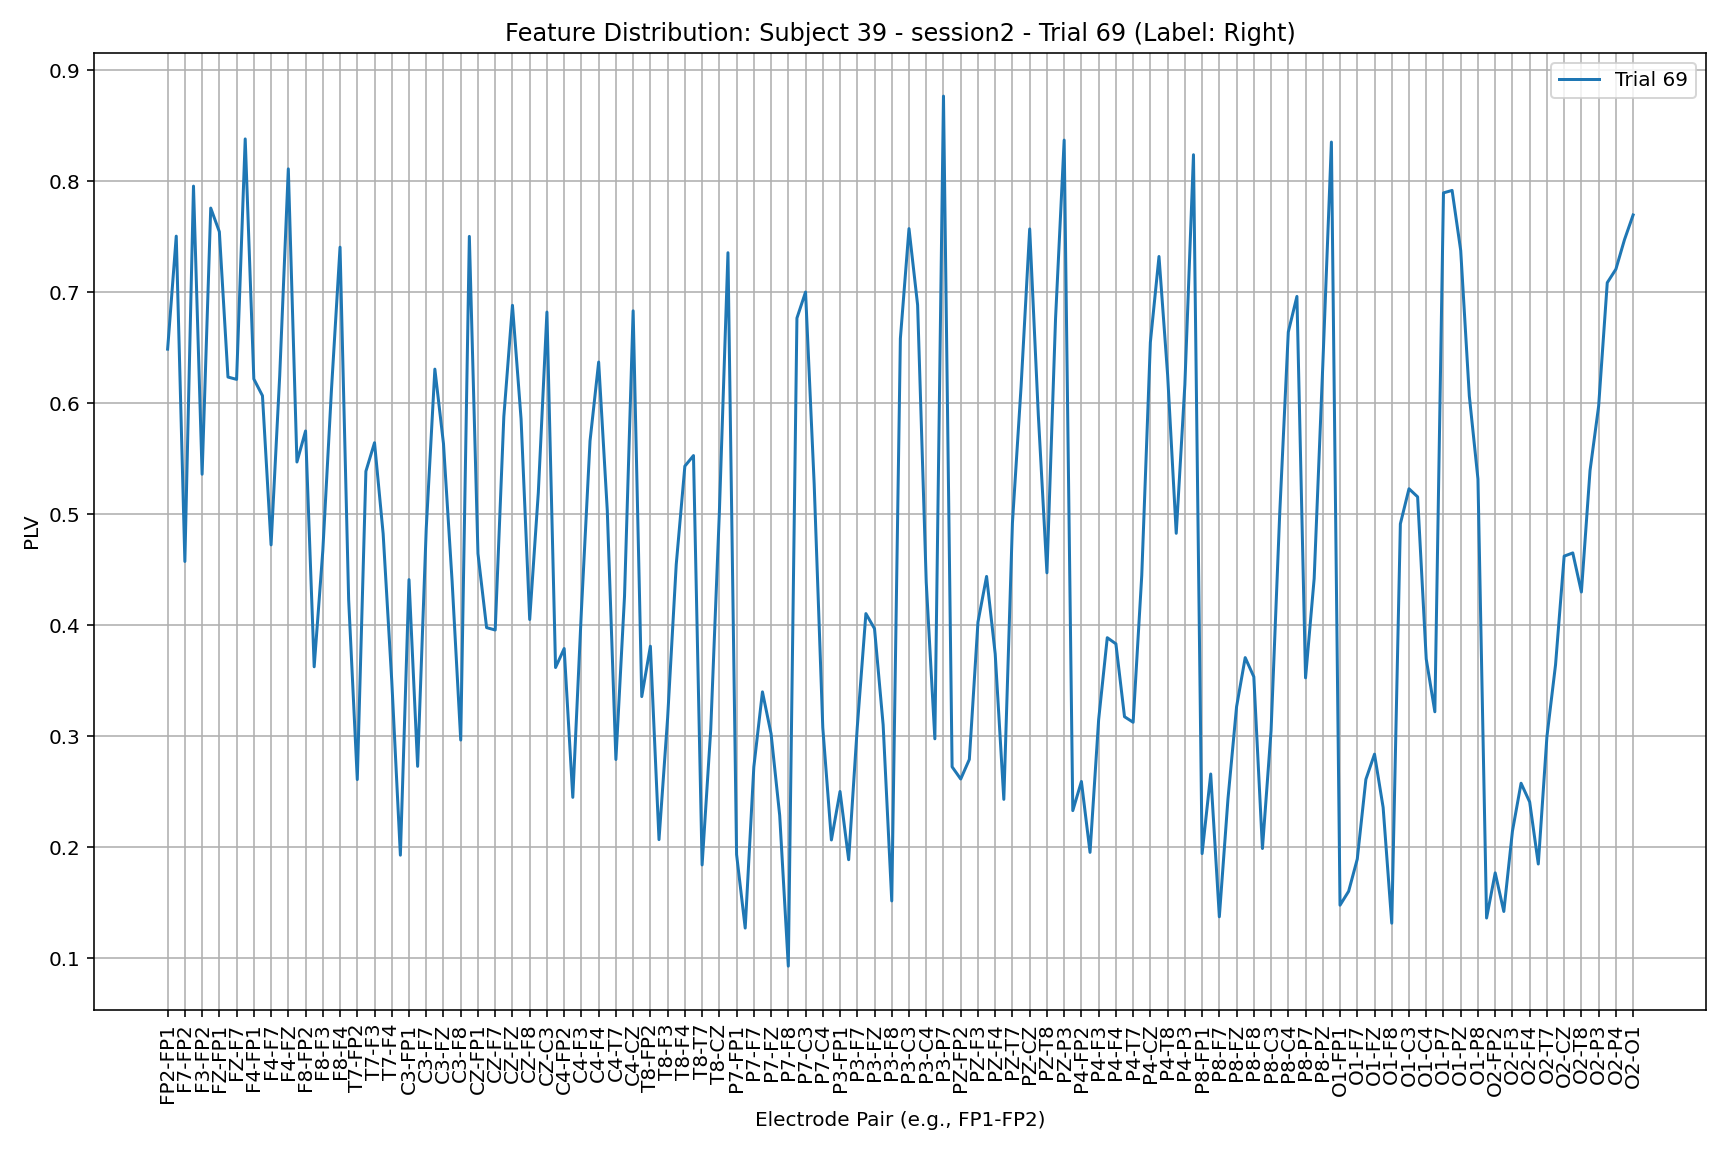 Feature Distribution: Subject 39 - session2 - Trial 69 (Label: Right)
Trial 69
PLV
0.9
0.8
0.7
0.6
0.5
0.4
0.3
0.2
0.1
FP2-FP1
F7-FP2
F3-FP2
FZ-FP1
FZ-F7
F4-FP1
F4-F7
F4-FZ
F8-FP2
F8-F3
F8-F4
T7-FP2
T7-F3
T7-F4
C3-FP1
C3-F7
C3-FZ
C3-F8
CZ-FP1
CZ-F7
CZ-FZ
CZ-F8
CZ-C3
C4-FP2
C4-F3
C4-F4
C4-T7
C4-CZ
T8-FP2
T8-F3
T8-F4
T8-T7
T8-CZ
P7-FP1
P7-F7
P7-FZ
P7-F8
P7-C3
P7-C4
P3-FP1
P3-F7
P3-FZ
P3-F8
P3-C3
P3-C4
P3-P7
PZ-FP2
PZ-F3
PZ-F4
PZ-T7
PZ-CZ
PZ-T8
PZ-P3
P4-FP2
P4-F3
P4-F4
P4-T7
P4-CZ
P4-T8
P4-P3
P8-FP1
P8-F7
P8-FZ
P8-F8
P8-C3
P8-C4
P8-P7
P8-PZ
O1-FP1
O1-F7
O1-FZ
O1-F8
O1-C3
O1-C4
O1-P7
O1-PZ
O1-P8
O2-FP2
O2-F3
O2-F4
O2-T7
O2-CZ
O2-T8
O2-P3
O2-P4
O2-O1
Electrode Pair (e.g., FP1-FP2)